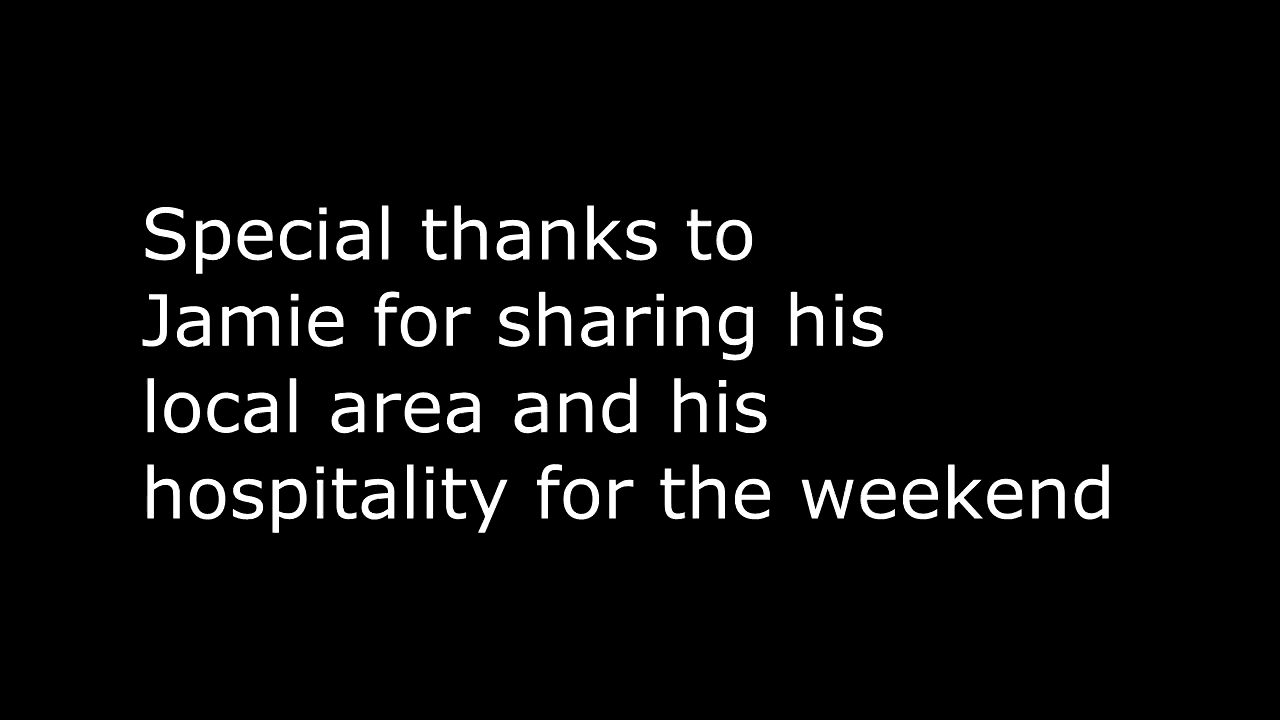 Special thanks to
Jamie for sharing his
local area and his
hospitality for the weekend